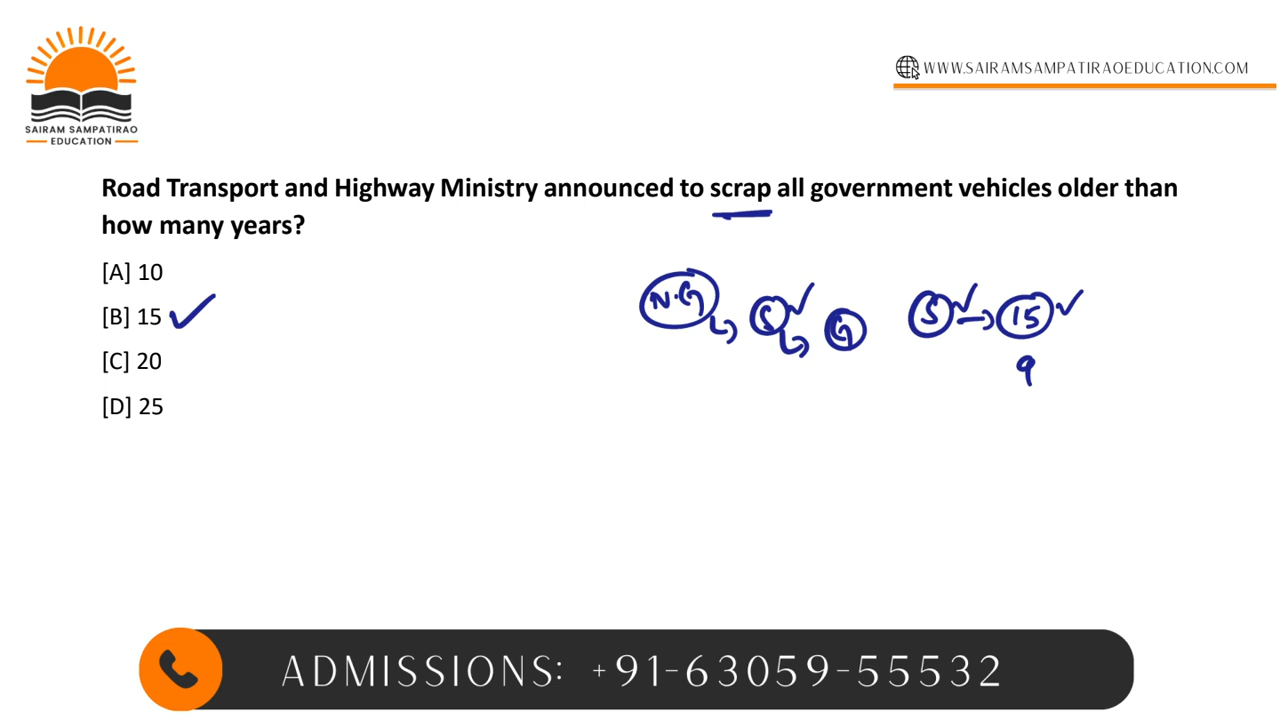 SAIRAM SAMPATIRAO
EDUCATION
WWW.SAIRAMSAMPATIRAOEDUCATION.COM
Road Transport and Highway Ministry announced to scrap all government vehicles older than
how many years?
[A] 10
[B] 15
[C] 20
[D] 25
N.G S G S 15
9
ADMISSIONS: +91-63059-55532